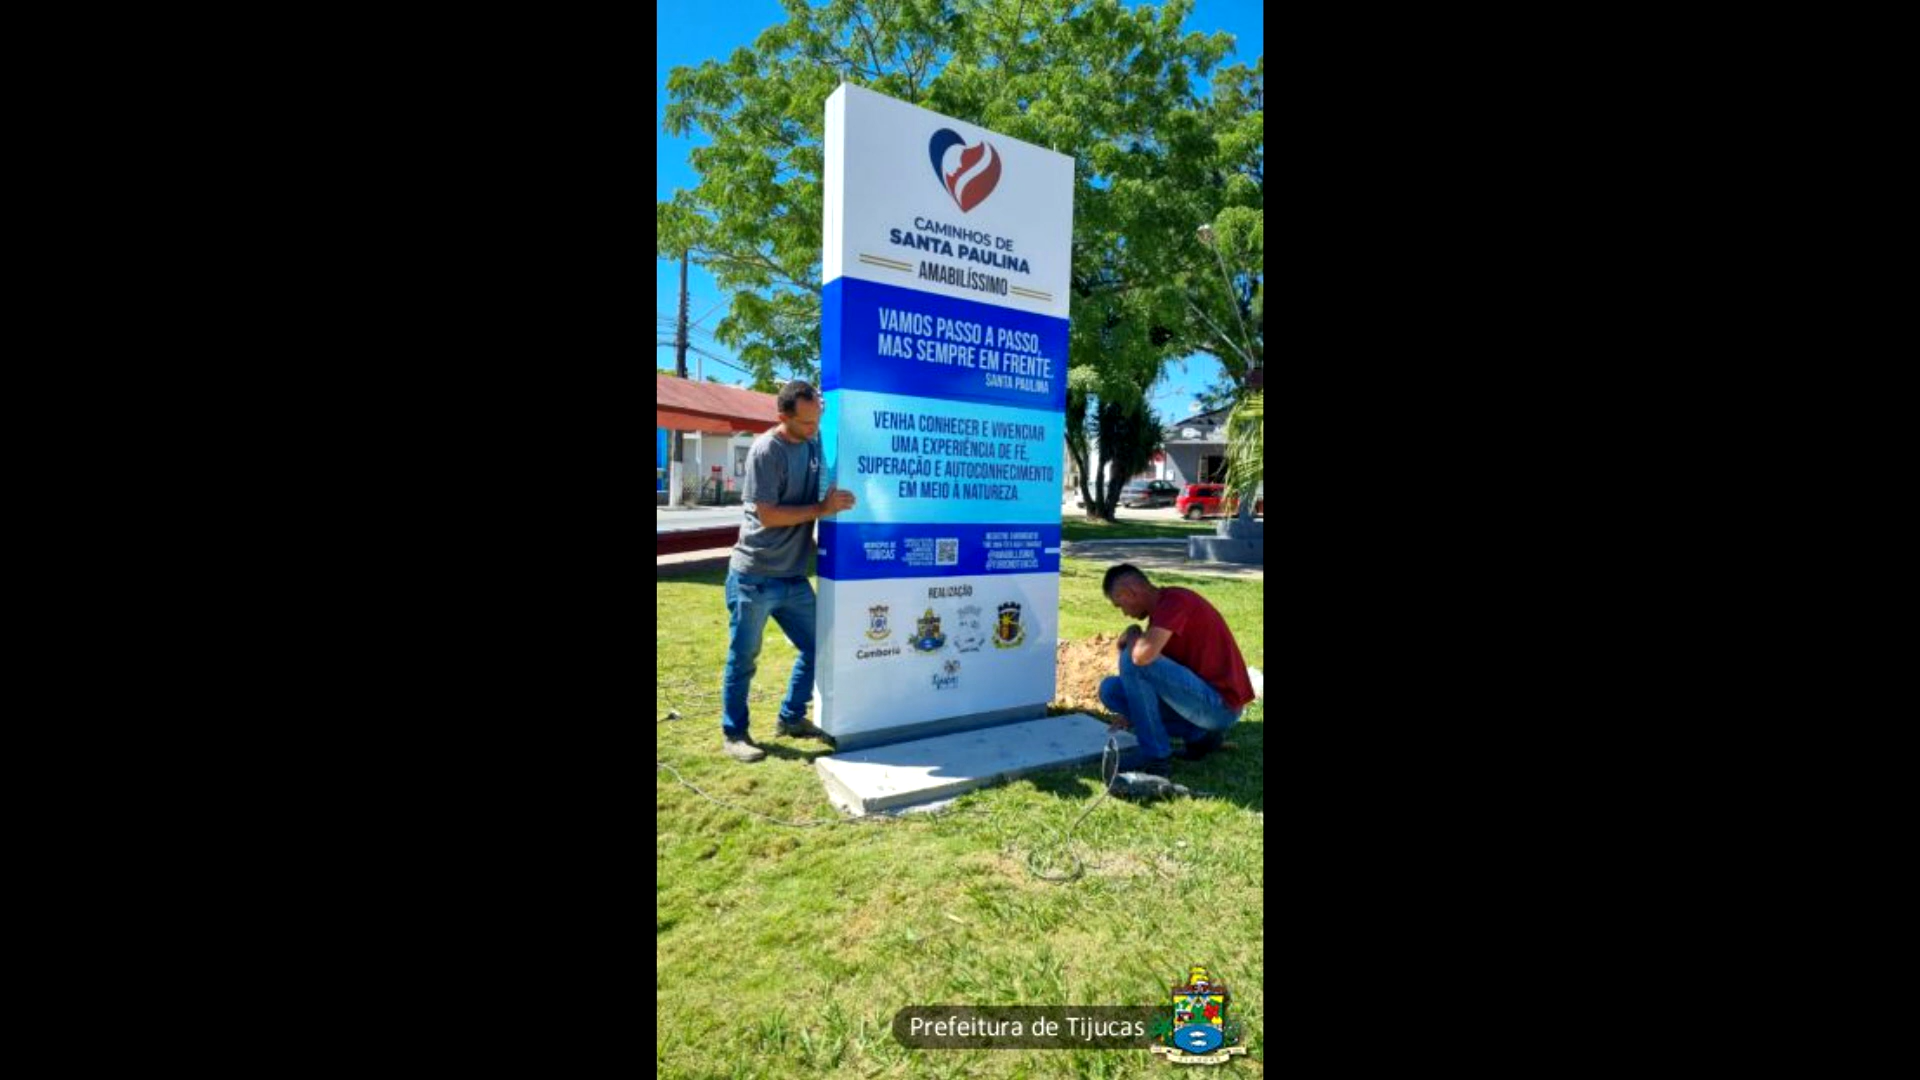 CAMINHOS DE
SANTA PAULINA
AMABILÍSSIMO
VAMOS PASSO A PASSO,
MAS SEMPRE EM FRENTE.
SANTA PAULINA
VENHA CONHECER E VIVENCIAR
UMA EXPERIÊNCIA DE FÉ,
SUPERAÇÃO E AUTOCONHECIMENTO
EM MEIO À NATUREZA.
MUNICÍPIO DE
TIJUCAS
REALIZAÇÃO
Camboriú
Tijucas
Prefeitura de Tijucas